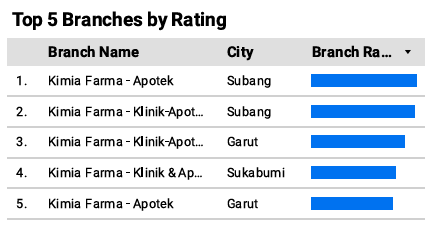 Top 5 Branches by Rating
Branch Name City Branch Ra...
1. Kimia Farma - Apotek Subang
2. Kimia Farma - Klinik-Apot... Subang
3. Kimia Farma - Klinik-Apot... Garut
4. Kimia Farma - Klinik & Ap... Sukabumi
5. Kimia Farma - Apotek Garut